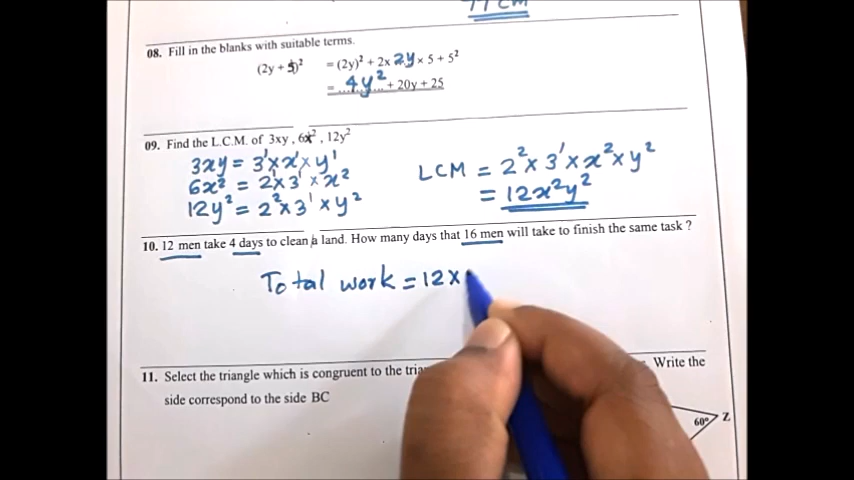 77 cm
08. Fill in the blanks with suitable terms.
(2y + 5)² = (2y)² + 2x 2y × 5 + 5²
= 4y² + 20y + 25
09. Find the L.C.M. of 3xy , 6x² , 12y²
3xy = 3¹×x¹×y¹
6x² = 2¹×3¹×x²
12y² = 2²×3¹×y²
LCM = 2²×3¹×x²×y²
= 12x²y²
10. 12 men take 4 days to clean a land. How many days that 16 men will take to finish the same task ?
Total work = 12×
11. Select the triangle which is congruent to the . Write the
side correspond to the side BC
60° Z